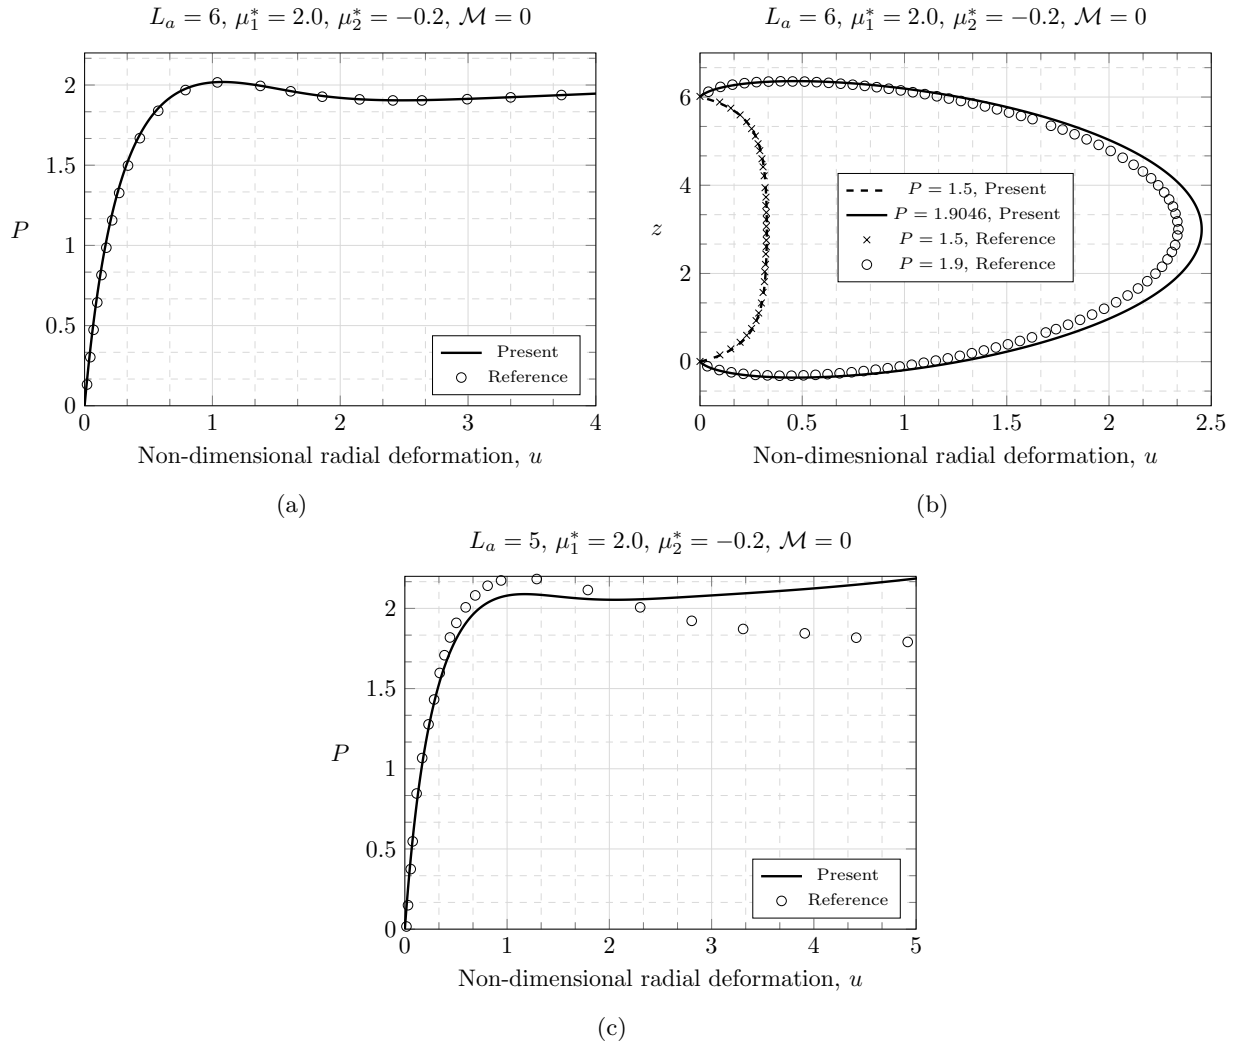 L_a = 6, μ_1^* = 2.0, μ_2^* = −0.2, ℳ = 0
2
1.5
1
0.5
0
P
0 1 2 3 4
Non-dimensional radial deformation, u
Present
Reference
(a)
L_a = 6, μ_1^* = 2.0, μ_2^* = −0.2, ℳ = 0
6
4
2
0
z
0 0.5 1 1.5 2 2.5
Non-dimesnional radial deformation, u
P = 1.5, Present
P = 1.9046, Present
P = 1.5, Reference
P = 1.9, Reference
(b)
L_a = 5, μ_1^* = 2.0, μ_2^* = −0.2, ℳ = 0
2
1.5
1
0.5
0
P
0 1 2 3 4 5
Non-dimensional radial deformation, u
Present
Reference
(c)